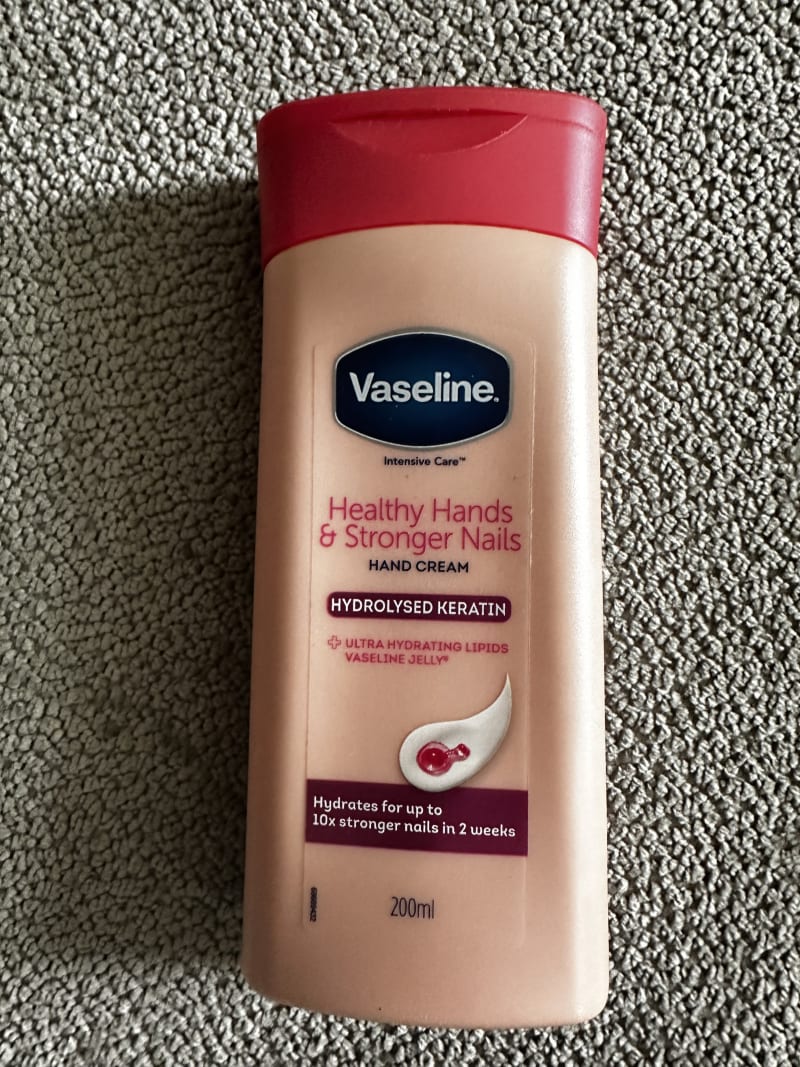 Vaseline.
Intensive Care™
Healthy Hands
& Stronger Nails
HAND CREAM
HYDROLYSED KERATIN
+ ULTRA HYDRATING LIPIDS
VASELINE JELLY®
Hydrates for up to
10x stronger nails in 2 weeks
200ml